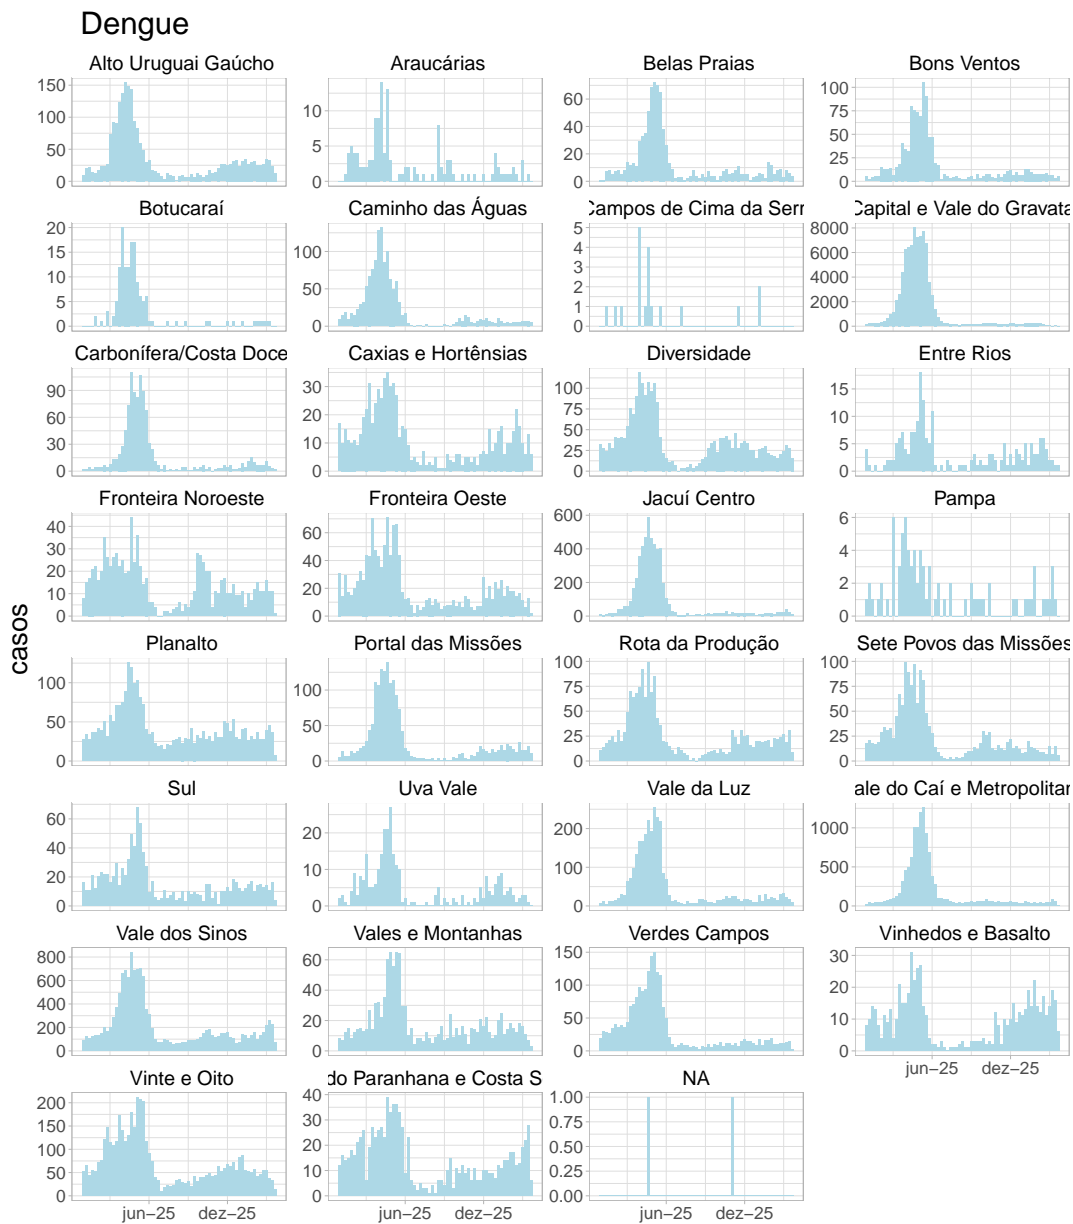 Dengue
Alto Uruguai Gaúcho Araucárias Belas Praias Bons Ventos
150 100 50 0
10 5 0
60 40 20 0
100 75 50 25 0
Botucaraí Caminho das Águas Campos de Cima da Serr Capital e Vale do Gravata
20 15 10 5 0
100 50 0
5 4 3 2 1 0
8000 6000 4000 2000 0
Carbonífera/Costa Doce Caxias e Hortênsias Diversidade Entre Rios
90 60 30 0
30 20 10 0
100 75 50 25 0
15 10 5 0
Fronteira Noroeste Fronteira Oeste Jacuí Centro Pampa
40 30 20 10 0
60 40 20 0
600 400 200 0
6 4 2 0
casos
Planalto Portal das Missões Rota da Produção Sete Povos das Missões
100 50 0
100 50 0
100 75 50 25 0
100 75 50 25 0
Sul Uva Vale Vale da Luz ale do Caí e Metropolitan
60 40 20 0
20 10 0
200 100 0
1000 500 0
Vale dos Sinos Vales e Montanhas Verdes Campos Vinhedos e Basalto
800 600 400 200 0
60 40 20 0
150 100 50 0
30 20 10 0
jun−25 dez−25
Vinte e Oito do Paranhana e Costa S NA
200 150 100 50 0
40 30 20 10 0
1.00 0.75 0.50 0.25 0.00
jun−25 dez−25 jun−25 dez−25 jun−25 dez−25